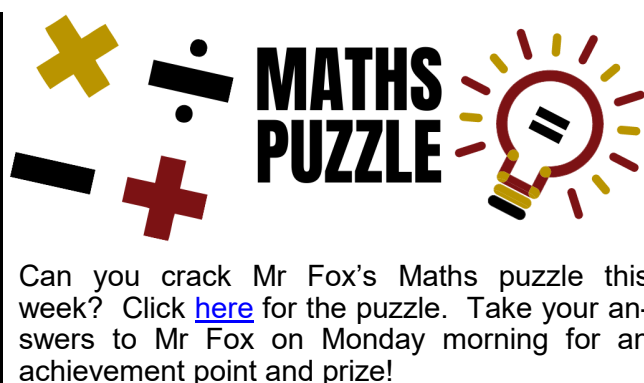 MATHS
PUZZLE
Can you crack Mr Fox's Maths puzzle this
week? Click here for the puzzle. Take your an-
swers to Mr Fox on Monday morning for an
achievement point and prize!